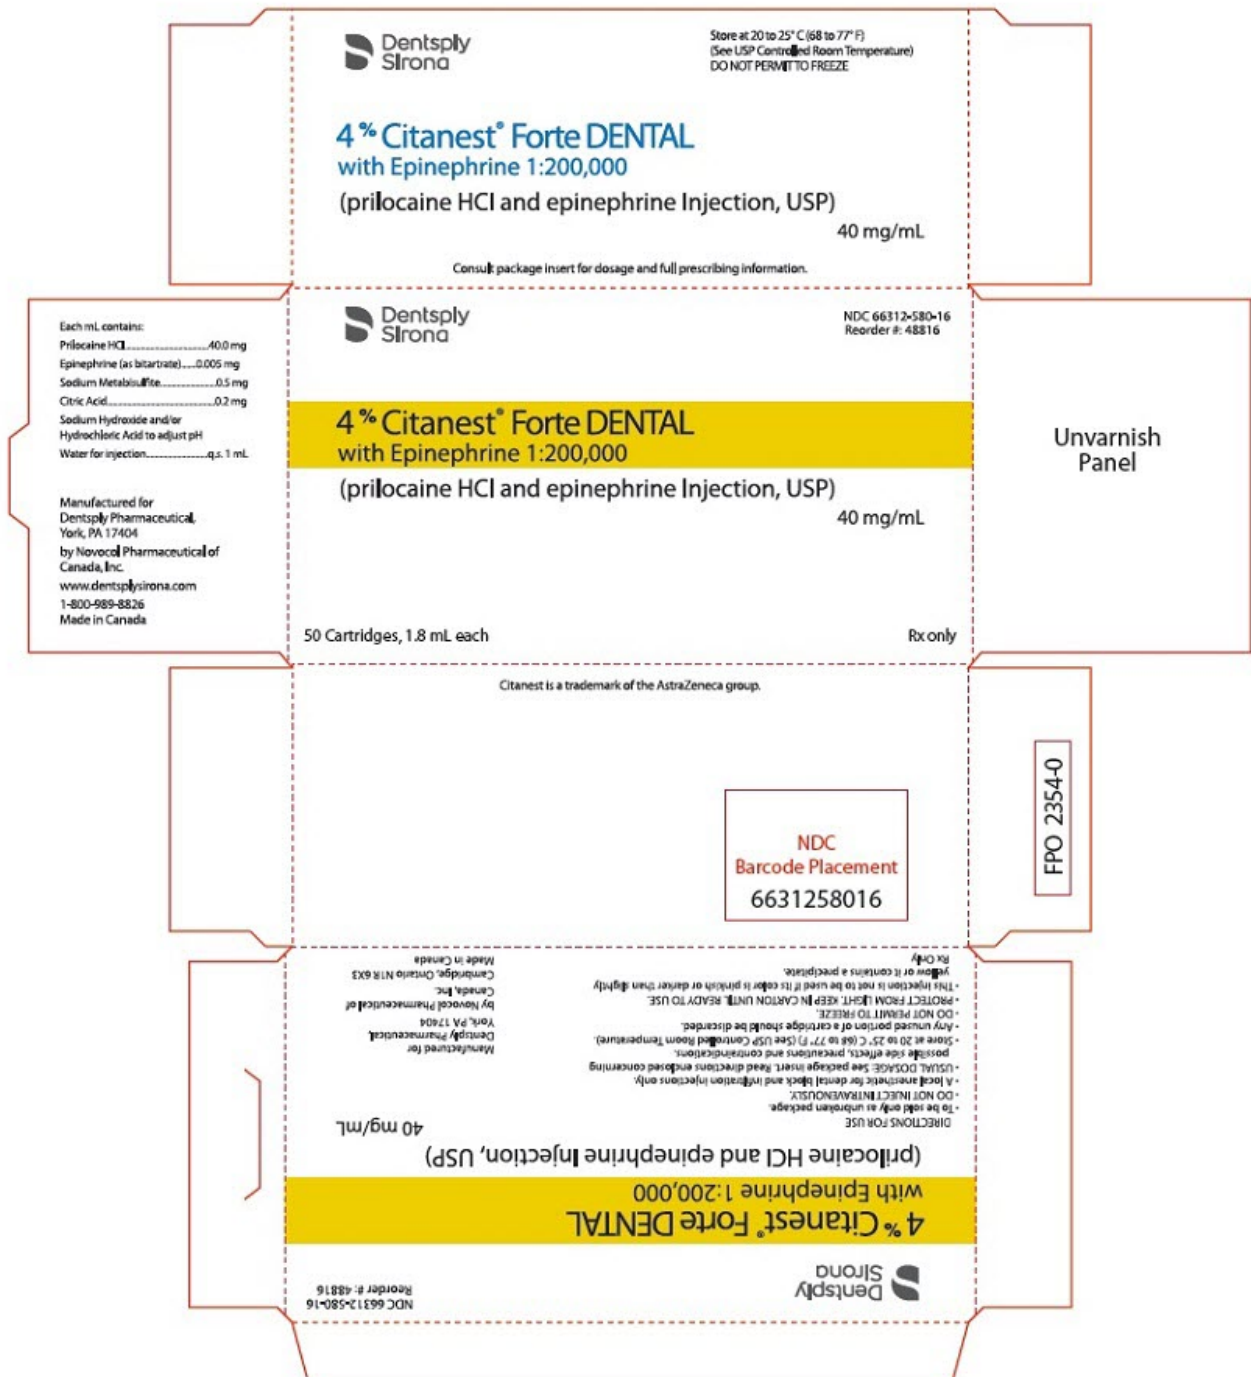 Dentsply
Sirona
Store at 20 to 25° C (68 to 77° F)
(See USP Controlled Room Temperature)
DO NOT PERMIT TO FREEZE
4% Citanest® Forte DENTAL
with Epinephrine 1:200,000
(prilocaine HCl and epinephrine Injection, USP)
40 mg/mL
Consult package insert for dosage and full prescribing information.
Each mL contains:
Prilocaine HCl..............................40.0 mg
Epinephrine (as bitartrate)......0.005 mg
Sodium Metabisulfite....................0.5 mg
Citric Acid.......................................0.2 mg
Sodium Hydroxide and/or
Hydrochloric Acid to adjust pH
Water for injection......................q.s. 1 mL
Manufactured for
Dentsply Pharmaceutical,
York, PA 17404
by Novocol Pharmaceutical of
Canada, Inc.
www.dentsplysirona.com
1-800-989-8826
Made in Canada
Dentsply
Sirona
NDC 66312-580-16
Reorder #: 48816
4% Citanest® Forte DENTAL
with Epinephrine 1:200,000
(prilocaine HCl and epinephrine Injection, USP)
40 mg/mL
50 Cartridges, 1.8 mL each
Rx only
Unvarnish
Panel
Citanest is a trademark of the AstraZeneca group.
NDC
Barcode Placement
6631258016
FPO 2354-0
Dentsply
Sirona
NDC 66312-580-16
Reorder #: 48816
4% Citanest® Forte DENTAL
with Epinephrine 1:200,000
(prilocaine HCl and epinephrine Injection, USP)
40 mg/mL
DIRECTIONS FOR USE
• To be sold only as unbroken package.
• DO NOT INJECT INTRAVENOUSLY.
• A local anesthetic for dental block and infiltration injections only.
• USUAL DOSAGE: See package insert. Read directions enclosed concerning
possible side effects, precautions and contraindications.
• Store at 20 to 25° C (68 to 77° F) (See USP Controlled Room Temperature).
• Any unused portion of a cartridge should be discarded.
• DO NOT PERMIT TO FREEZE.
• PROTECT FROM LIGHT. KEEP IN CARTON UNTIL READY TO USE.
• This injection is not to be used if its color is pinkish or darker than slightly
yellow or it contains a precipitate.
Rx Only
Manufactured for
Dentsply Pharmaceutical,
York, PA 17404
by Novocol Pharmaceutical of
Canada, Inc.
Cambridge, Ontario N1R 6X3
Made in Canada